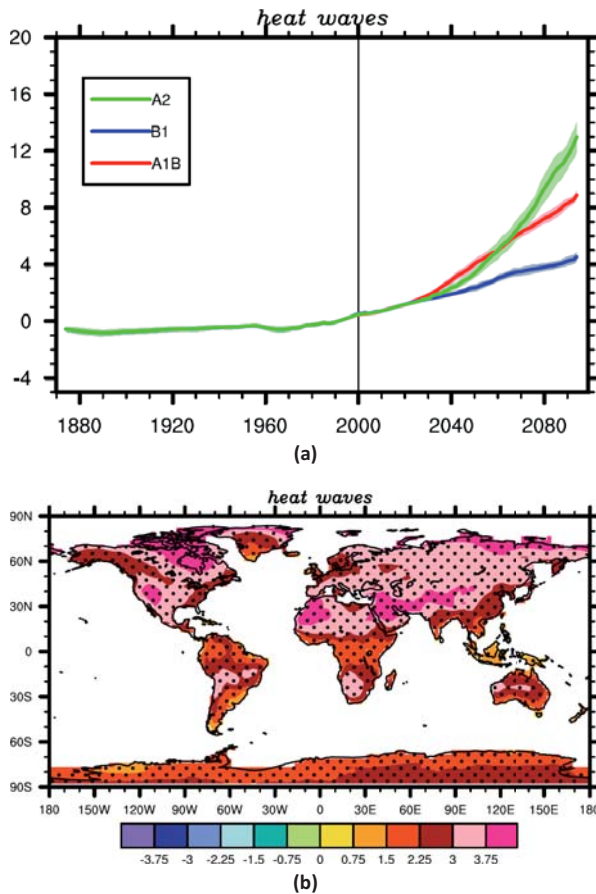 heat waves
20
16
12
8
4
0
-4
A2
B1
A1B
1880 1920 1960 2000 2040 2080
(a)
heat waves
90N
60N
30N
0
30S
60S
90S
180 150W 120W 90W 60W 30W 0 30E 60E 90E 120E 150E 180
-3.75 -3 -2.25 -1.5 -0.75 0 0.75 1.5 2.25 3 3.75
(b)